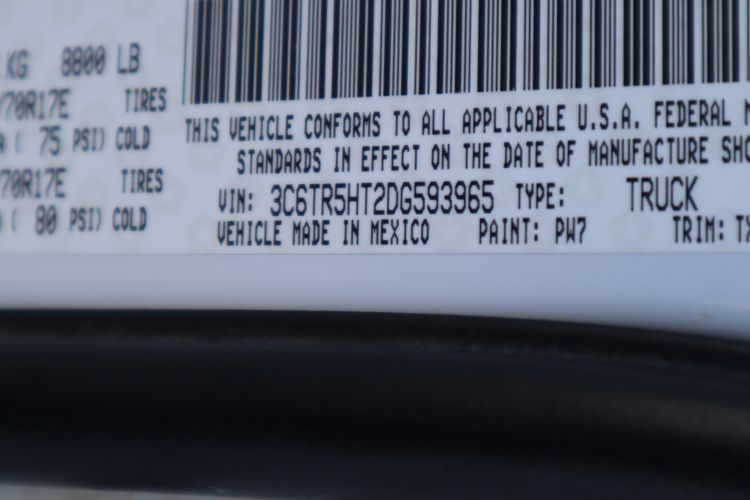 KG 8800 LB
70R17E TIRES
( 75 PSI) COLD
70R17E TIRES
( 80 PSI) COLD
THIS VEHICLE CONFORMS TO ALL APPLICABLE U.S.A. FEDERAL
STANDARDS IN EFFECT ON THE DATE OF MANUFACTURE SHO
VIN: 3C6TR5HT2DG593965 TYPE: TRUCK
VEHICLE MADE IN MEXICO PAINT: PW7 TRIM: TX